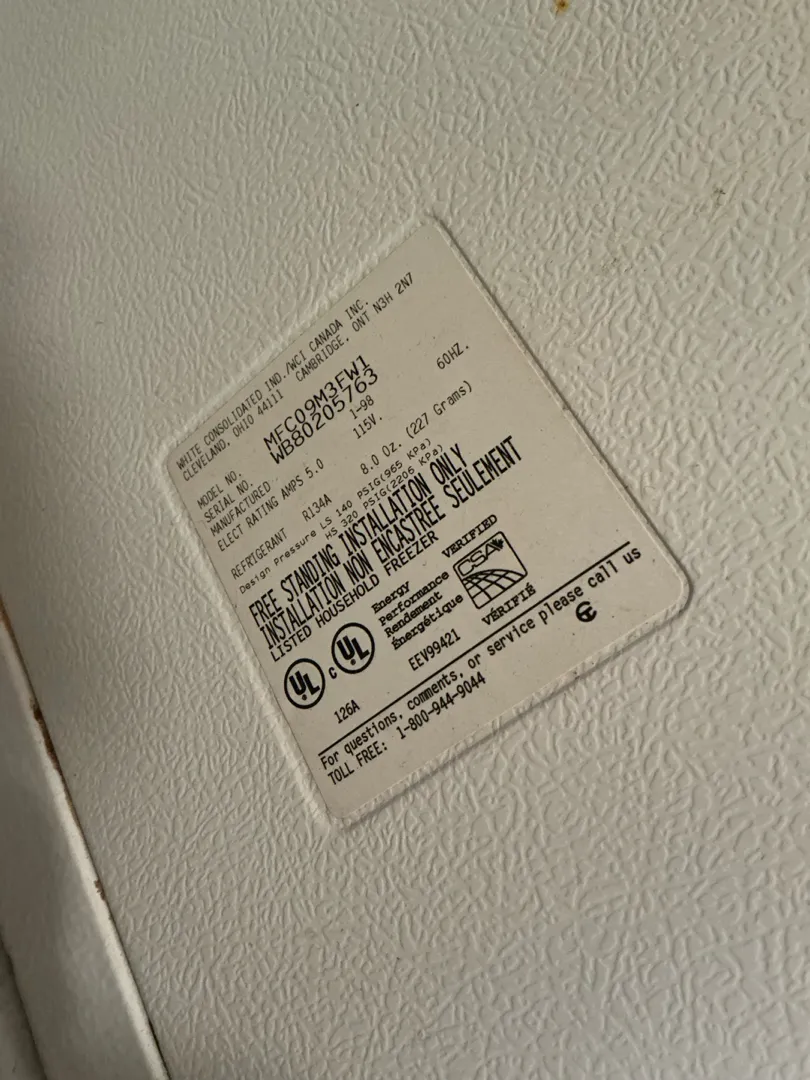 WHITE CONSOLIDATED IND./WCI CANADA INC.
CLEVELAND, OHIO 44111 CAMBRIDGE, ONT N3H 2N7
MODEL NO. MFC09M3FW1
SERIAL NO. WB80205763
MANUFACTURED 1-98
ELECT RATING AMPS 5.0 115V. 60HZ.
REFRIGERANT R134A 8.0 Oz. (227 Grams)
Design Pressure LS 140 PSIG(965 KPa)
HS 320 PSIG(2206 KPa)
FREE STANDING INSTALLATION ONLY
INSTALLATION NON ENCASTREE SEULEMENT
LISTED HOUSEHOLD FREEZER
UL c UL
126A
Energy
Performance
Rendement
Énergétique
EEV99421
VERIFIED
CSA
VÉRIFIÉ
For questions, comments, or service please call us
TOLL FREE: 1-800-944-9044